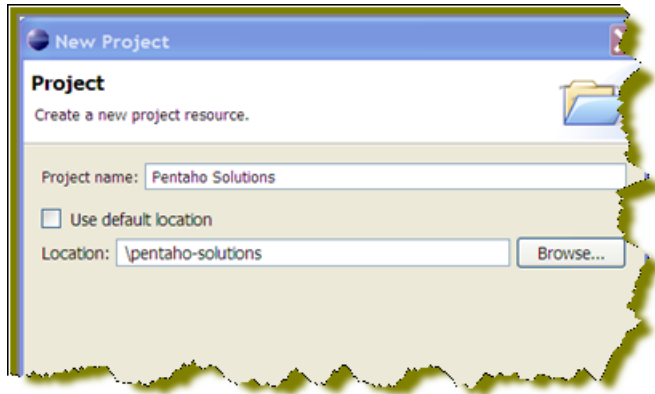 New Project
Project
Create a new project resource.
Project name: Pentaho Solutions
Use default location
Location: \pentaho-solutions Browse...